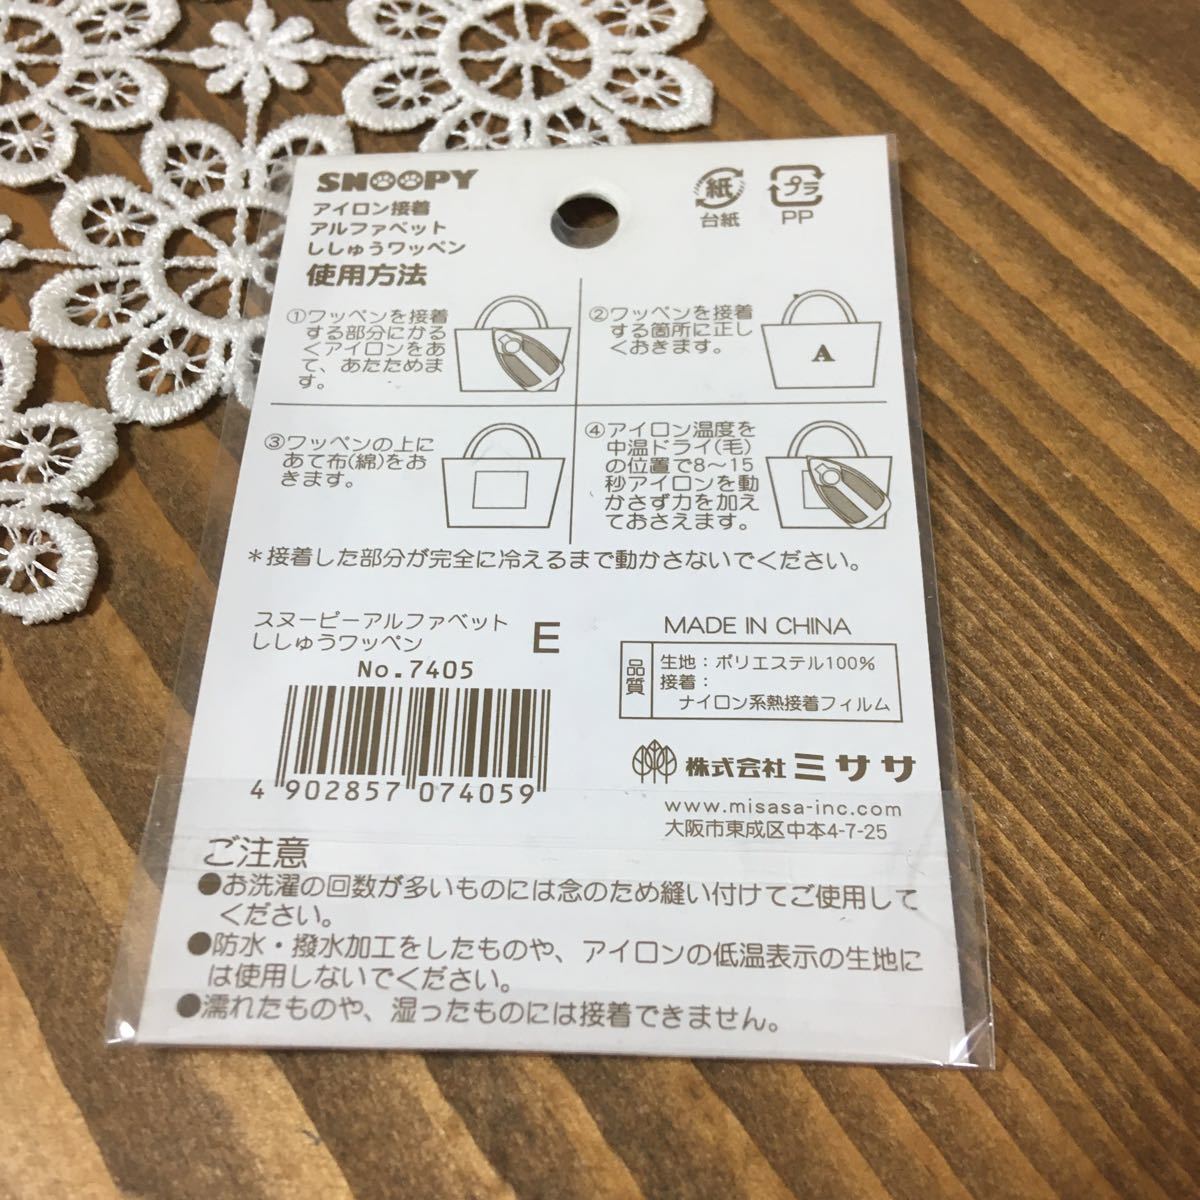 SNOOPY
アイロン接着
アルファベット
ししゅうワッペン
使用方法
紙
台紙
プラ
PP
①ワッペンを接着
する部分にかる
くアイロンをあ
て、あたためま
す。
②ワッペンを接着
する箇所に正し
くおきます。
A
③ワッペンの上に
あて布(綿)をお
きます。
④アイロン温度を
中温ドライ(毛)
の位置で8〜15
秒アイロンを動
かさず力を加え
ておさえます。
*接着した部分が完全に冷えるまで動かさないでください。
スヌーピーアルファベット
ししゅうワッペン
E
No.7405
4 902857 074059
MADE IN CHINA
品質
生地：ポリエステル100%
接着：
ナイロン系熱接着フィルム
株式会社ミササ
www.misasa-inc.com
大阪市東成区中本4-7-25
ご注意
●お洗濯の回数が多いものには念のため縫い付けてご使用して
ください。
●防水・撥水加工をしたものや、アイロンの低温表示の生地に
は使用しないでください。
●濡れたものや、湿ったものには接着できません。